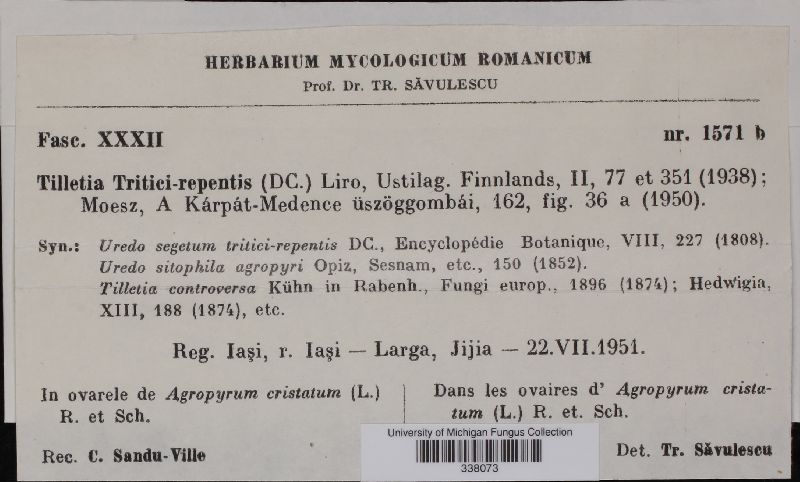 HERBARIUM MYCOLOGICUM ROMANICUM
Prof. Dr. TR. SĂVULESCU
Fasc. XXXII
nr. 1571 b
Tilletia Tritici-repentis (DC.) Liro, Ustilag. Finnlands, II, 77 et 351 (1938);
Moesz, A Kárpát-Medence üszöggombái, 162, fig. 36 a (1950).
Syn.: Uredo segetum tritici-repentis DC., Encyclopédie Botanique, VIII, 227 (1808).
Uredo sitophila agropyri Opiz, Sesnam, etc., 150 (1852).
Tilletia controversa Kühn in Rabenh., Fungi europ., 1896 (1874); Hedwigia,
XIII, 188 (1874), etc.
Reg. Iaşi, r. Iaşi — Larga, Jijia — 22.VII.1951.
In ovarele de Agropyrum cristatum (L.)
R. et Sch.
Dans les ovaires d' Agropyrum crista-
tum (L.) R. et. Sch.
Rec. C. Sandu-Ville
University of Michigan Fungus Collection
338073
Det. Tr. Săvulescu